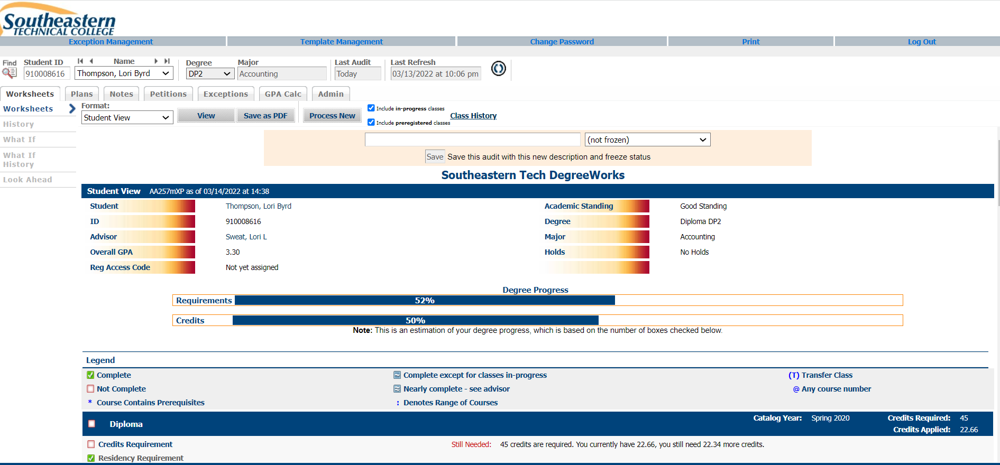 Southeastern
TECHNICAL COLLEGE
Exception Management Template Management Change Password Print Log Out
Find Student ID Name Degree Major Last Audit Last Refresh
910008616 Thompson, Lori Byrd DP2 Accounting Today 03/13/2022 at 10:06 pm
Worksheets Plans Notes Petitions Exceptions GPA Calc Admin
Worksheets
History
What If
What If
History
Look Ahead
Format:
Student View View Save as PDF Process New
Include in-progress classes
Include preregistered classes
Class History
(not frozen)
Save Save this audit with this new description and freeze status
Southeastern Tech DegreeWorks
Student View AA257mXP as of 03/14/2022 at 14:38
Student Thompson, Lori Byrd Academic Standing Good Standing
ID 910008616 Degree Diploma DP2
Advisor Sweat, Lori L Major Accounting
Overall GPA 3.30 Holds No Holds
Reg Access Code Not yet assigned
Degree Progress
Requirements 52%
Credits 50%
Note: This is an estimation of your degree progress, which is based on the number of boxes checked below.
Legend
Complete Complete except for classes in-progress (T) Transfer Class
Not Complete Nearly complete - see advisor @ Any course number
* Course Contains Prerequisites : Denotes Range of Courses
Diploma Catalog Year: Spring 2020 Credits Required: 45
Credits Applied: 22.66
Credits Requirement Still Needed: 45 credits are required. You currently have 22.66, you still need 22.34 more credits.
Residency Requirement